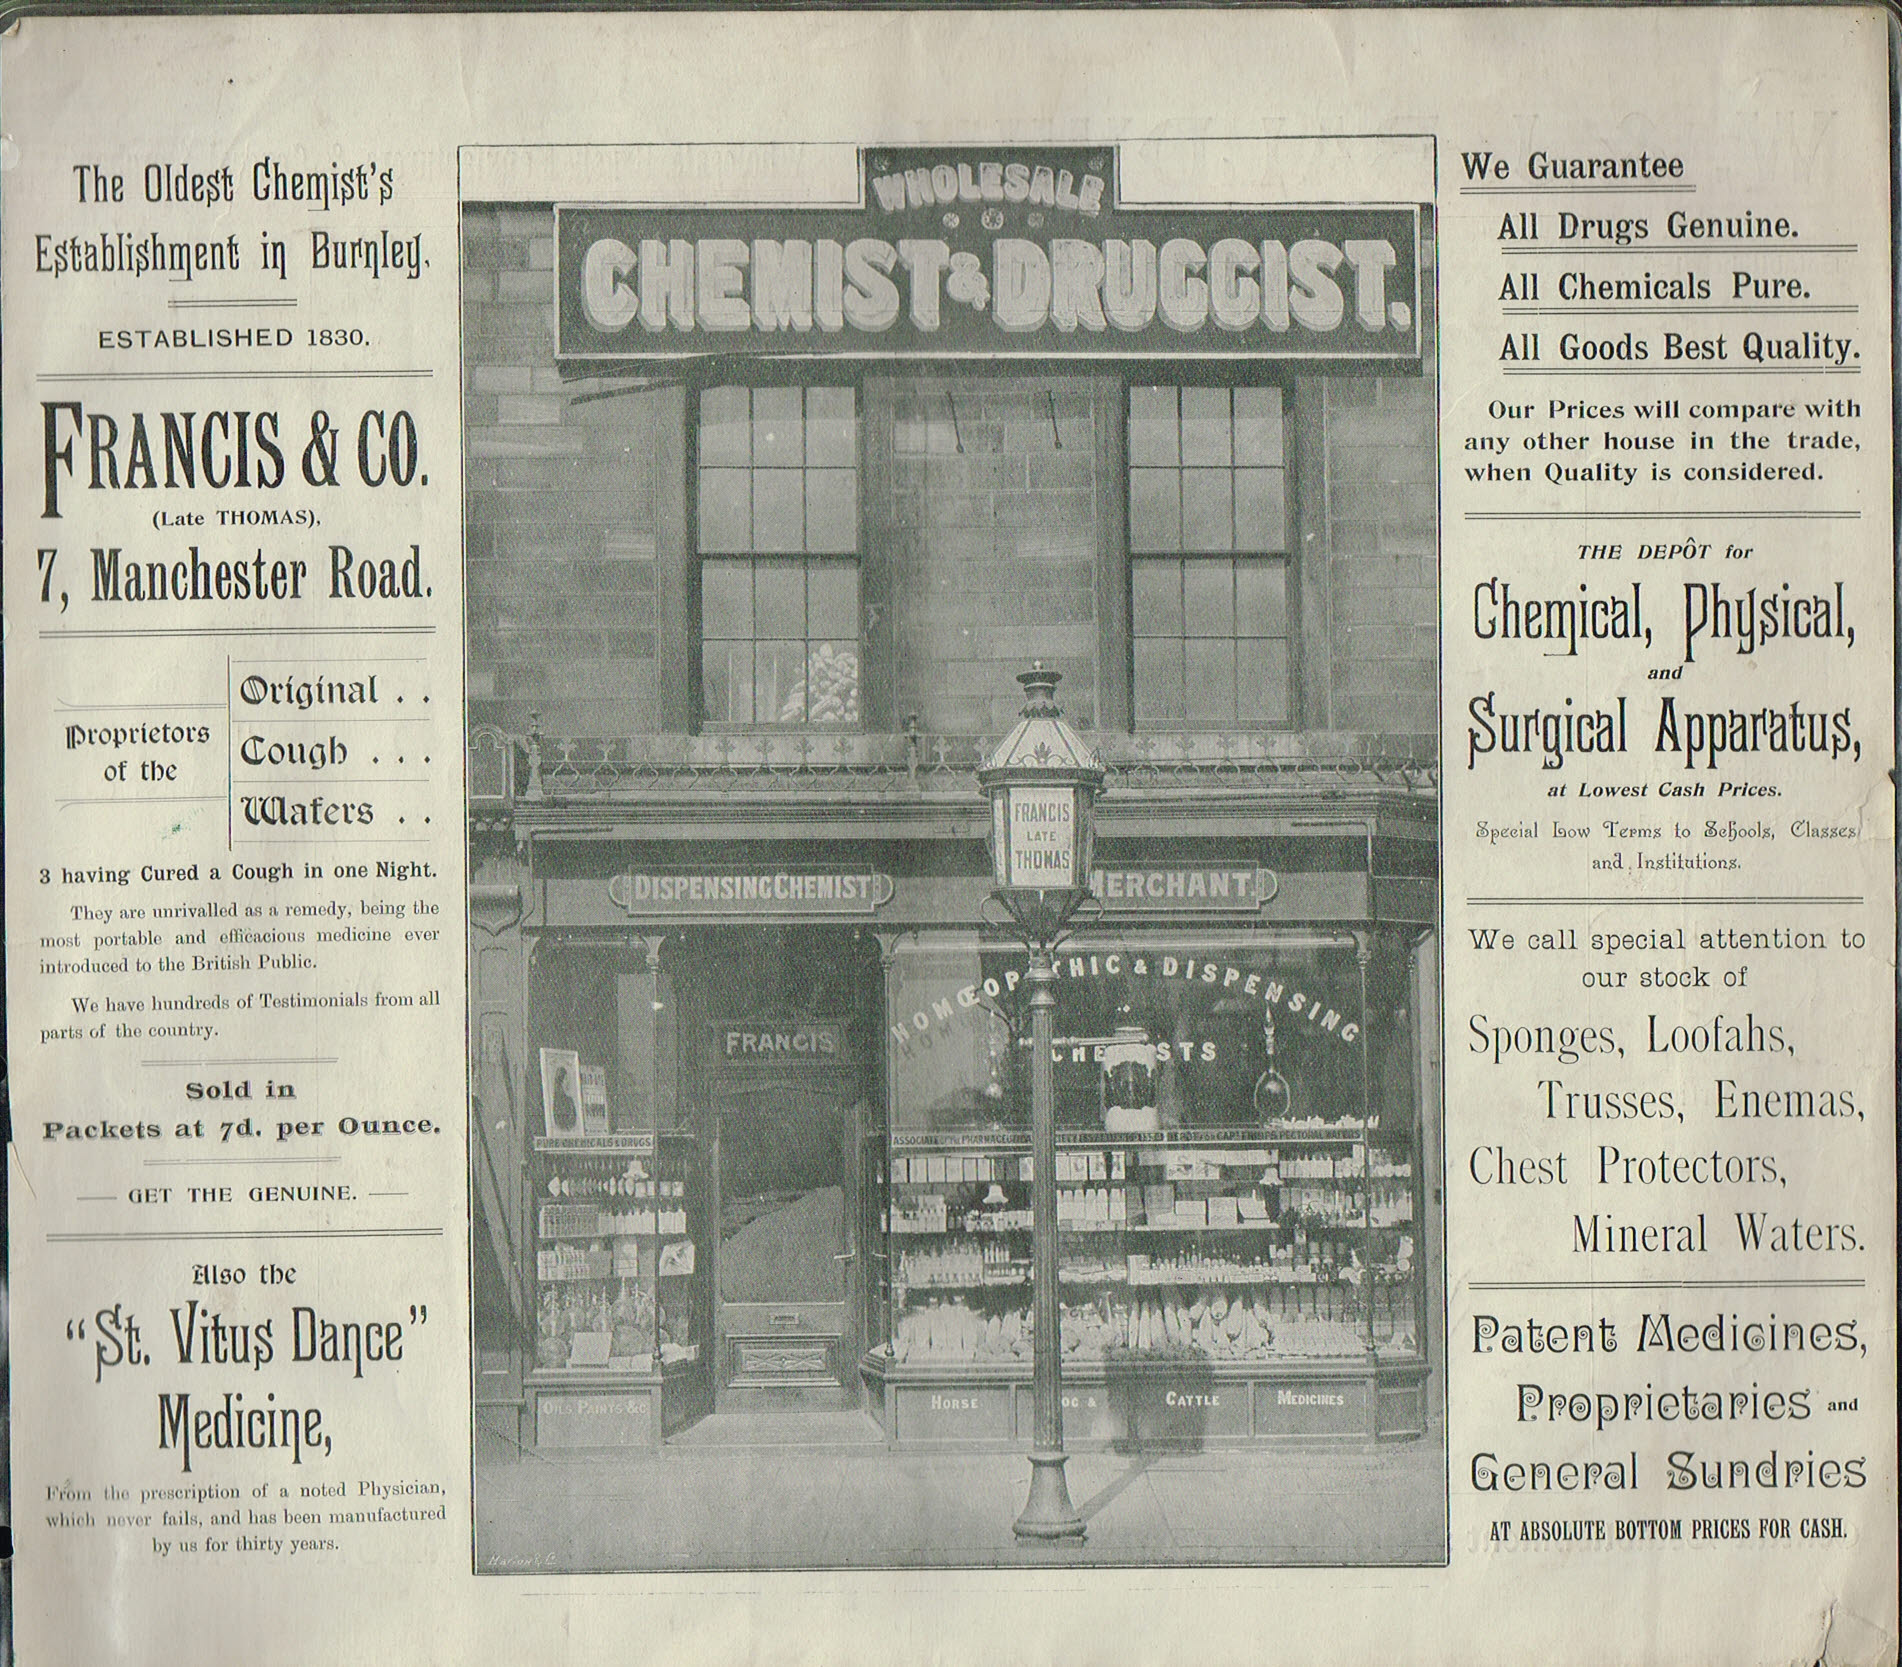 The Oldest Chemist's
Establishment in Burnley.
ESTABLISHED 1830.
FRANCIS & CO.
(Late THOMAS),
7, Manchester Road.
Proprietors
of the
Original . .
Cough . . .
Wafers . .
3 having Cured a Cough in one Night.
They are unrivalled as a remedy, being the
most portable and efficacious medicine ever
introduced to the British Public.
We have hundreds of Testimonials from all
parts of the country.
Sold in
Packets at 7d. per Ounce.
GET THE GENUINE.
Also the
"St. Vitus Dance"
Medicine,
From the prescription of a noted Physician,
which never fails, and has been manufactured
by us for thirty years.
WHOLESALE
CHEMIST & DRUGGIST.
FRANCIS
LATE
THOMAS
DISPENSING CHEMIST
MERCHANT.
HOMŒOPATHIC & DISPENSING
CHEMISTS
FRANCIS
PURE CHEMICALS & DRUGS
OILS PAINTS &C
HORSE
OG &
CATTLE
MEDICINES
Marion & Co
We Guarantee
All Drugs Genuine.
All Chemicals Pure.
All Goods Best Quality.
Our Prices will compare with
any other house in the trade,
when Quality is considered.
THE DEPÔT for
Chemical, Physical,
and
Surgical Apparatus,
at Lowest Cash Prices.
Special Low Terms to Schools, Classes
and Institutions.
We call special attention to
our stock of
Sponges, Loofahs,
Trusses, Enemas,
Chest Protectors,
Mineral Waters.
Patent Medicines,
Proprietaries and
General Sundries
AT ABSOLUTE BOTTOM PRICES FOR CASH.